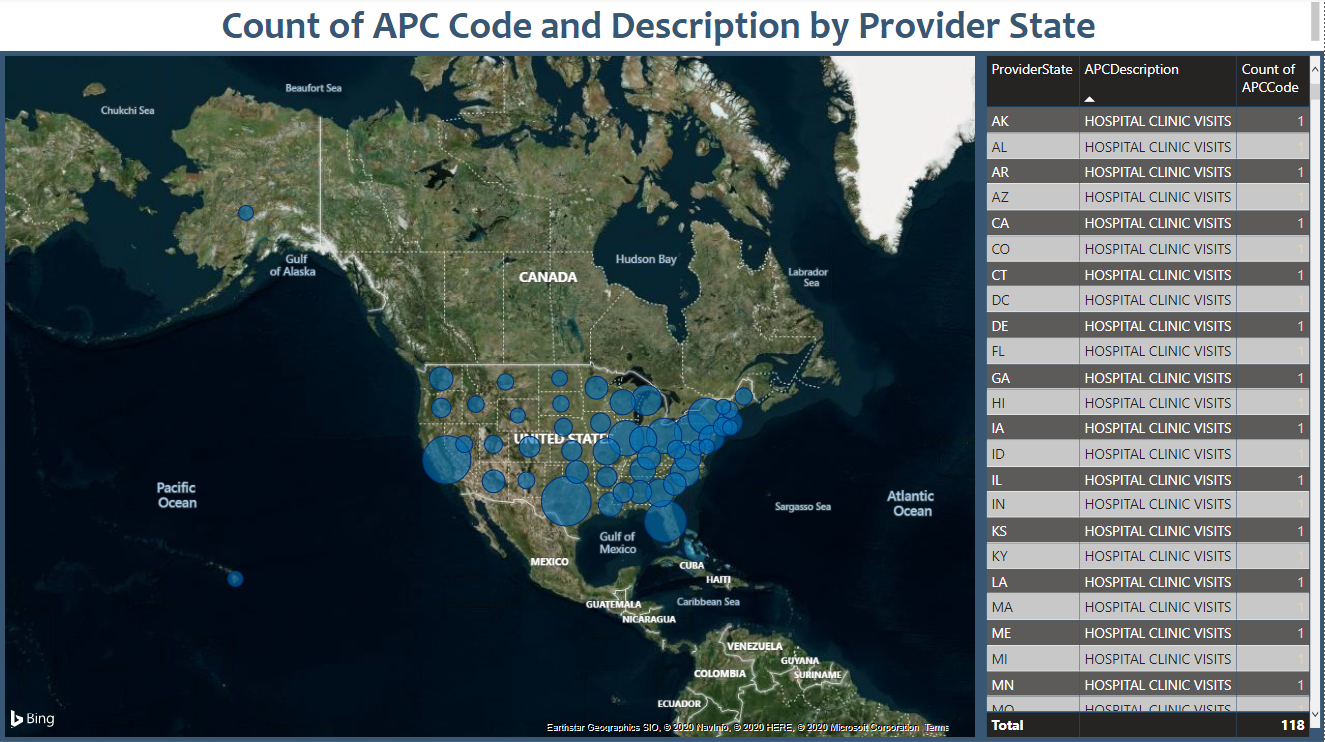 Count of APC Code and Description by Provider State
Beaufort Sea
Chukchi Sea
Gulf
of Alaska
CANADA
Hudson Bay
Labrador
Sea
UNITED STATE
Pacific
Ocean
Atlantic
Ocean
Sargasso Sea
Gulf of
Mexico
MEXICO
CUBA
HAITI
GUATEMALA
Caribbean Sea
NICARAGUA
VENEZUELA
GUYANA
COLOMBIA
SURINAME
ECUADOR
Bing
Earthstar Geographics SIO, © 2020 NavInfo, © 2020 HERE, © 2020 Microsoft Corporation Terms
ProviderState APCDescription Count of
APCCode
AK HOSPITAL CLINIC VISITS 1
AL HOSPITAL CLINIC VISITS 1
AR HOSPITAL CLINIC VISITS 1
AZ HOSPITAL CLINIC VISITS 1
CA HOSPITAL CLINIC VISITS 1
CO HOSPITAL CLINIC VISITS 1
CT HOSPITAL CLINIC VISITS 1
DC HOSPITAL CLINIC VISITS 1
DE HOSPITAL CLINIC VISITS 1
FL HOSPITAL CLINIC VISITS 1
GA HOSPITAL CLINIC VISITS 1
HI HOSPITAL CLINIC VISITS 1
IA HOSPITAL CLINIC VISITS 1
ID HOSPITAL CLINIC VISITS 1
IL HOSPITAL CLINIC VISITS 1
IN HOSPITAL CLINIC VISITS 1
KS HOSPITAL CLINIC VISITS 1
KY HOSPITAL CLINIC VISITS 1
LA HOSPITAL CLINIC VISITS 1
MA HOSPITAL CLINIC VISITS 1
ME HOSPITAL CLINIC VISITS 1
MI HOSPITAL CLINIC VISITS 1
MN HOSPITAL CLINIC VISITS 1
MO HOSPITAL CLINIC VISITS
Total 118